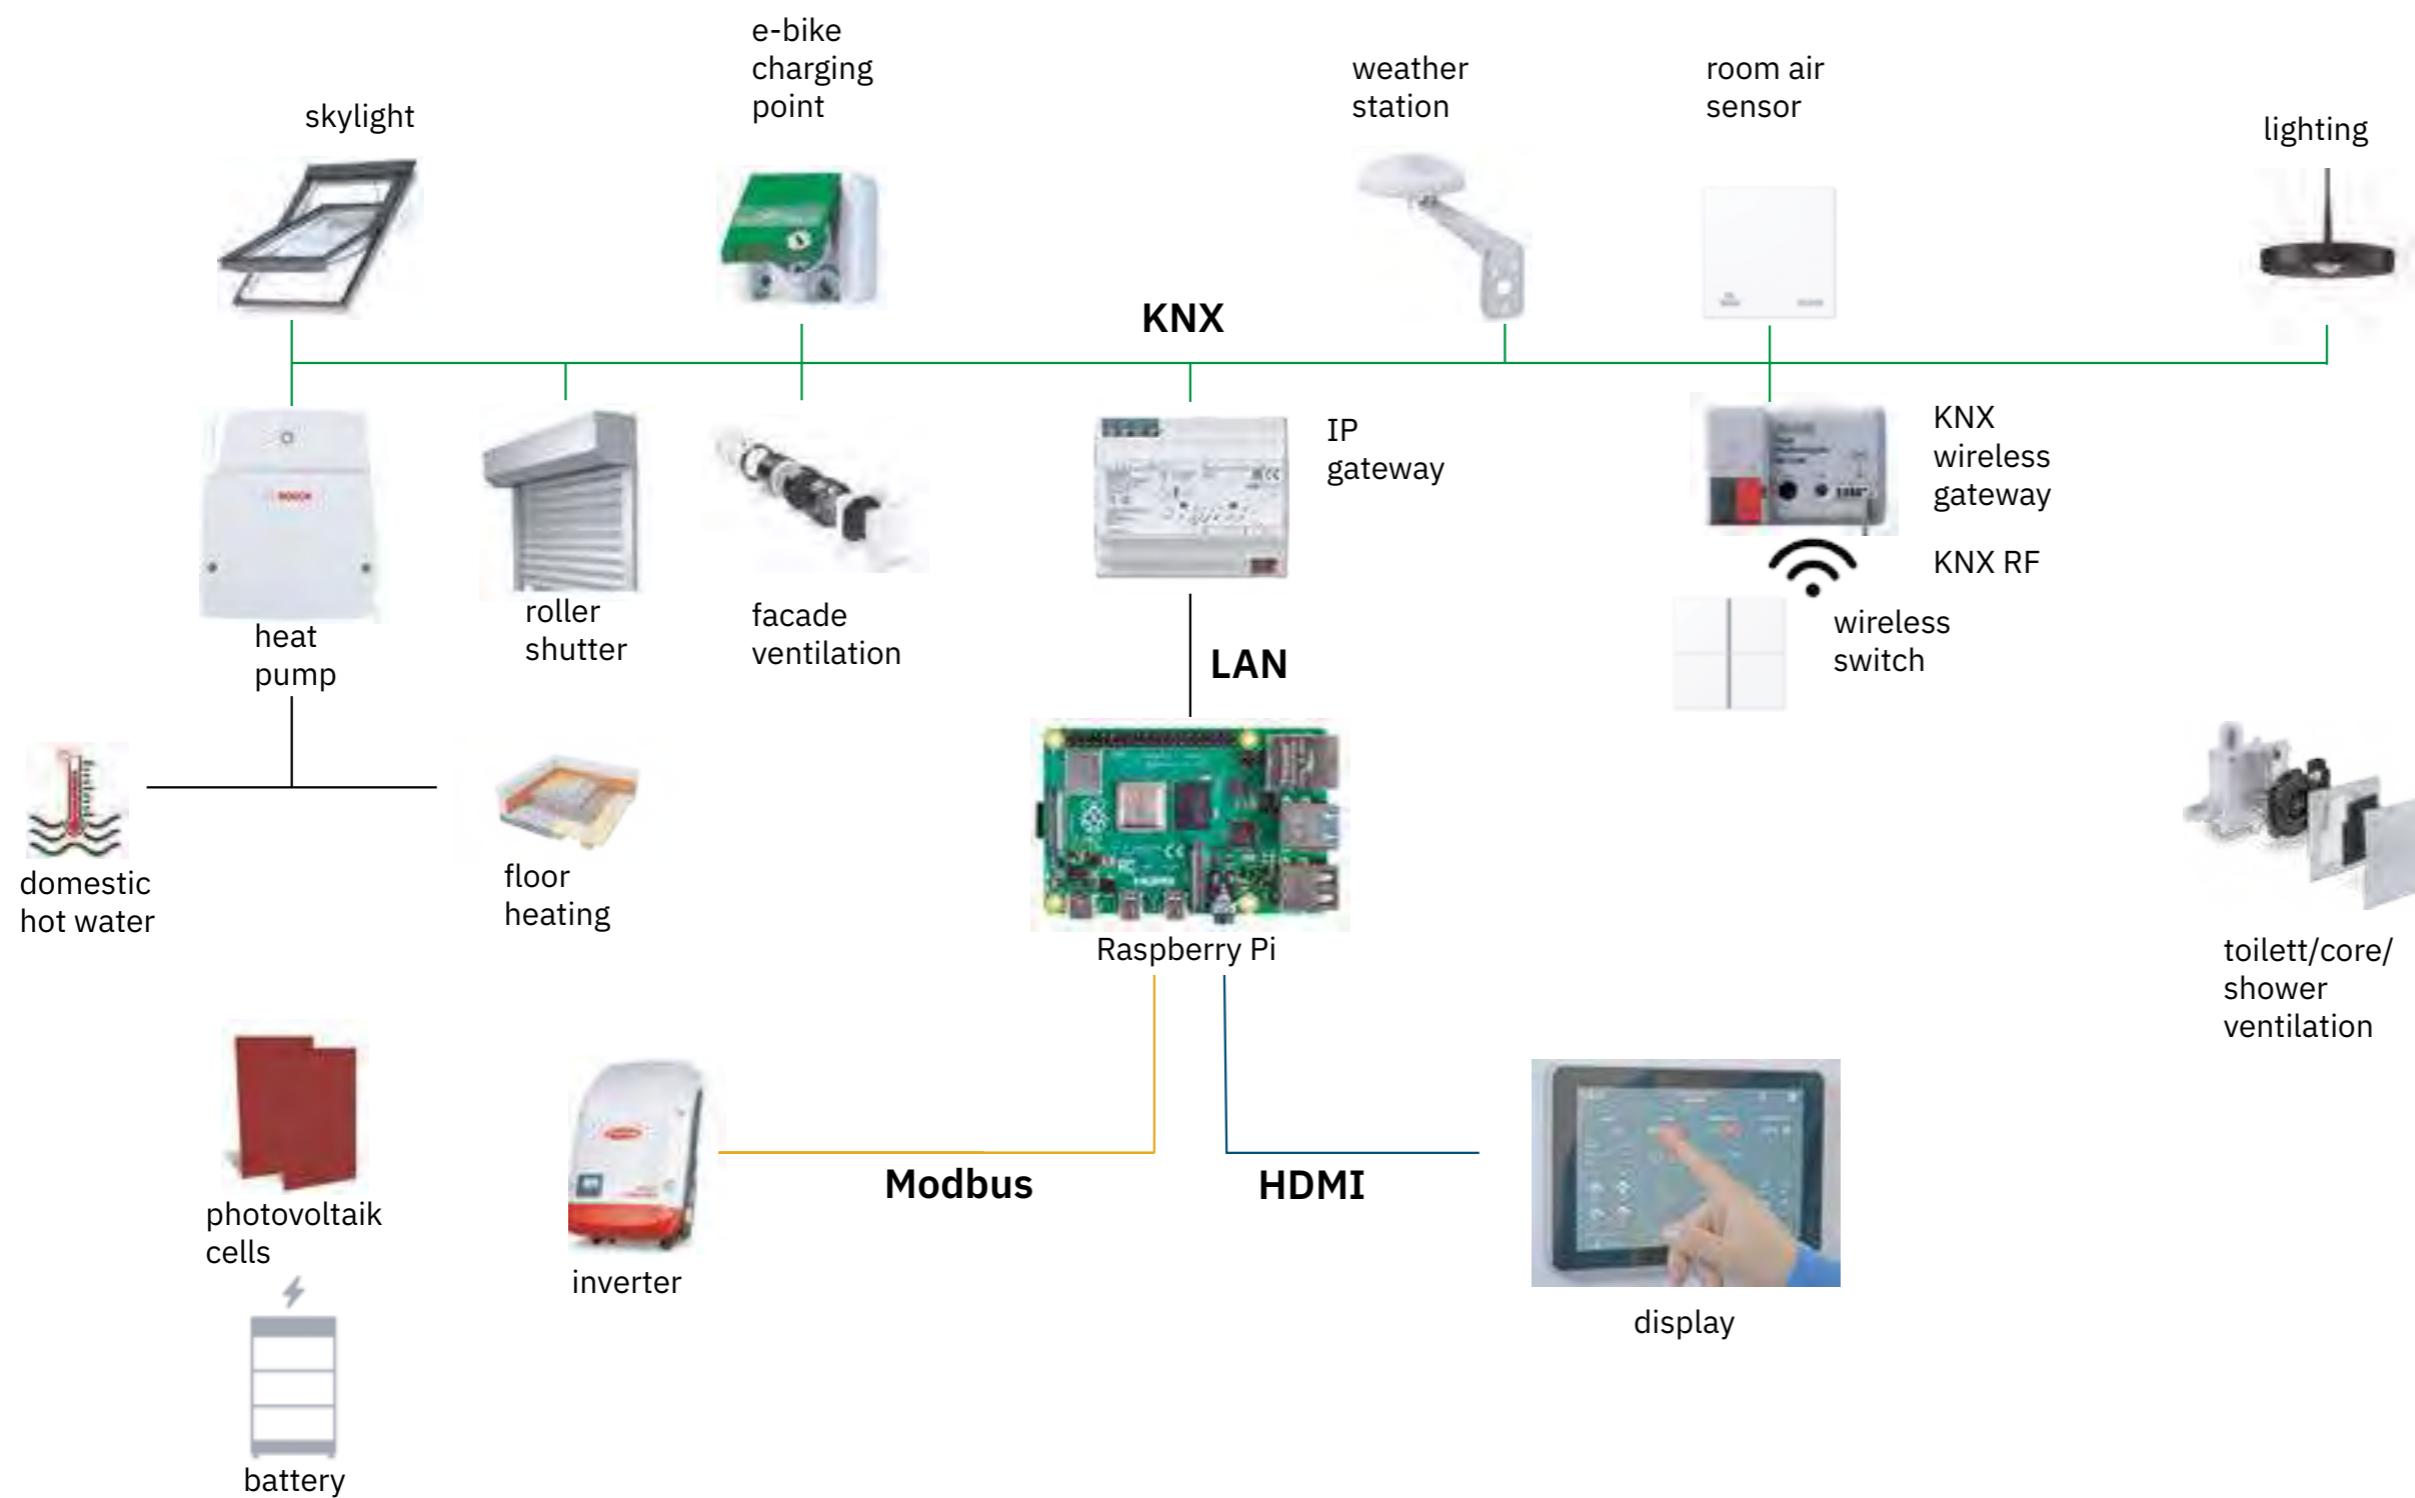 e-bike
charging
point
weather
station
room air
sensor
skylight
lighting
KNX
IP
gateway
KNX
wireless
gateway
BOSCH
KNX RF
roller
shutter
facade
ventilation
wireless
switch
heat
pump
LAN
domestic
hot water
floor
heating
Raspberry Pi
toilett/core/
shower
ventilation
Modbus
HDMI
photovoltaik
cells
inverter
display
battery